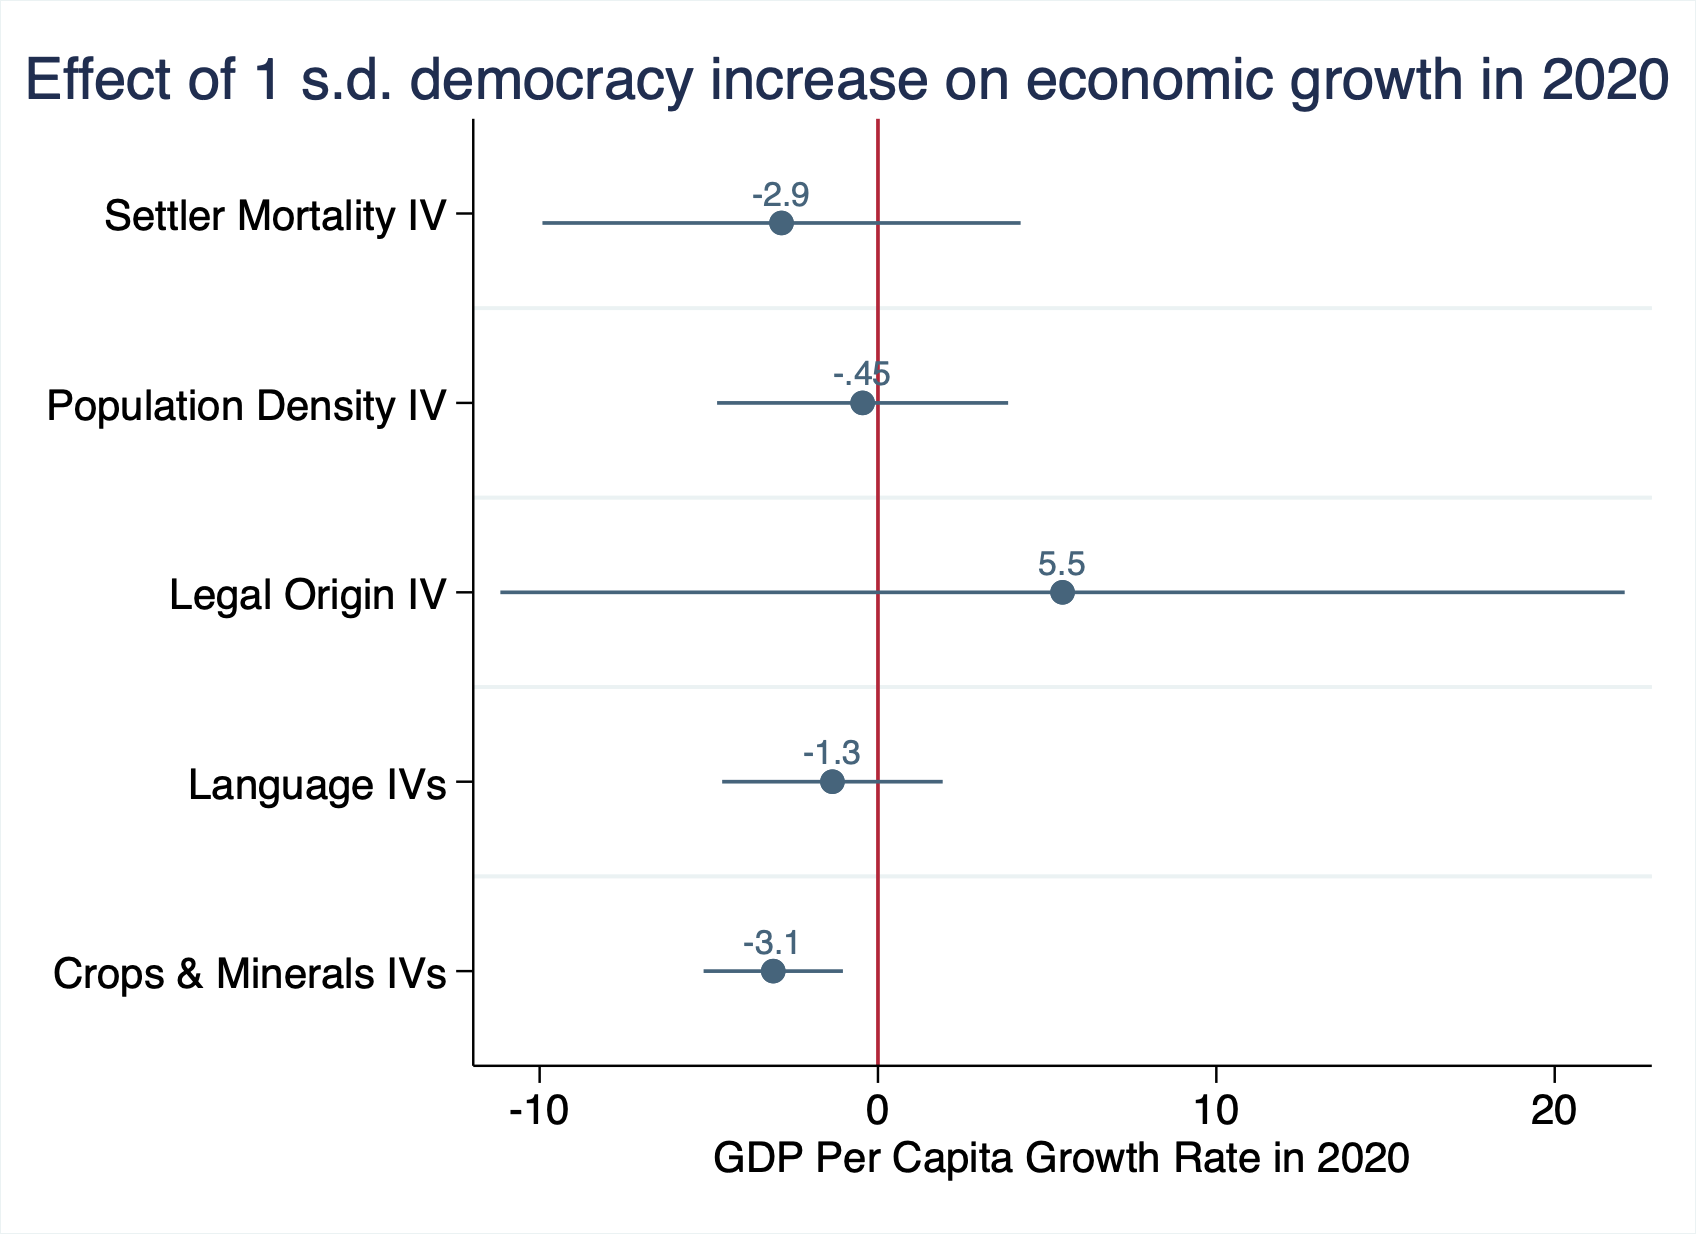 Effect of 1 s.d. democracy increase on economic growth in 2020
Settler Mortality IV
-2.9
Population Density IV
-.45
Legal Origin IV
5.5
Language IVs
-1.3
Crops & Minerals IVs
-3.1
-10 0 10 20
GDP Per Capita Growth Rate in 2020